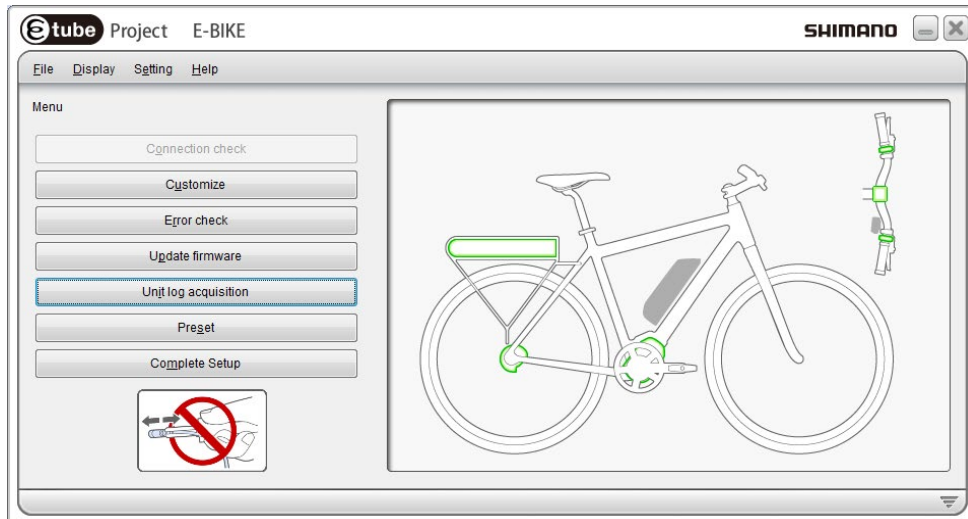 e tube Project E-BIKE SHIMANO
File Display Setting Help
Menu
Connection check
Customize
Error check
Update firmware
Unit log acquisition
Preset
Complete Setup